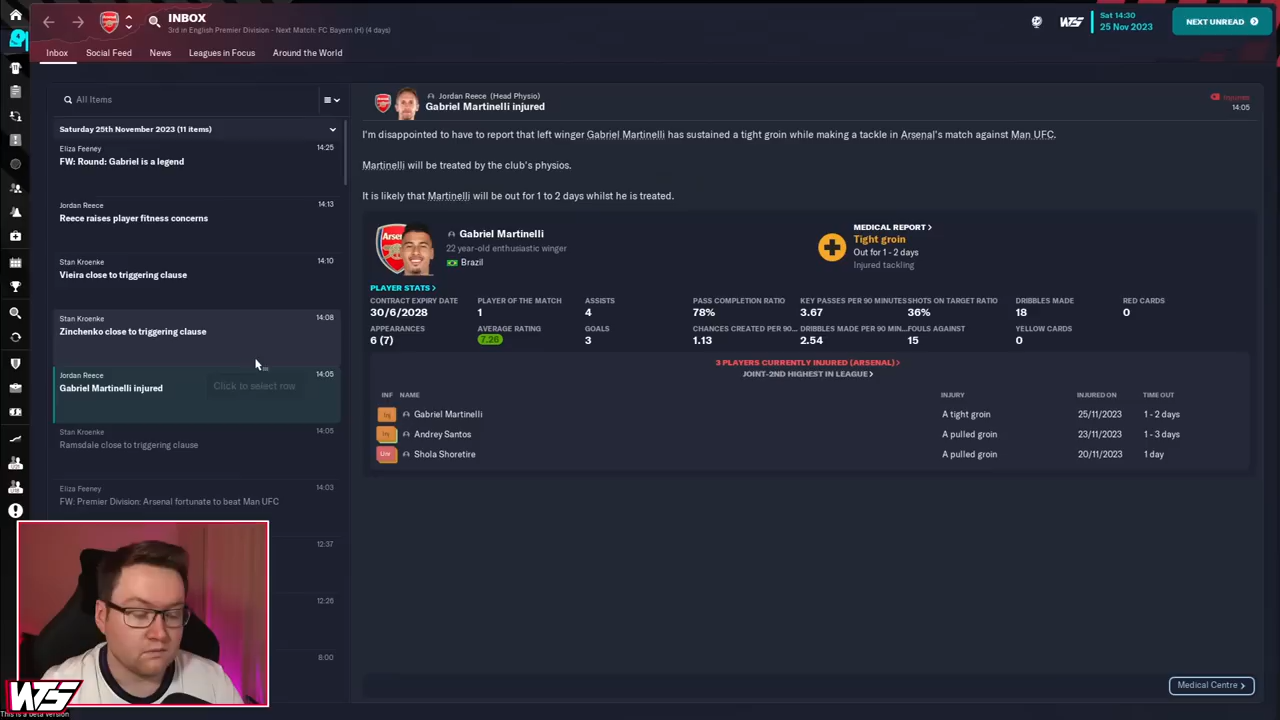 INBOX
3rd in English Premier Division - Next Match: FC Bayern (H) (4 days)
WTS
Sat 14:30
25 Nov 2023
NEXT UNREAD
Inbox
Social Feed
News
Leagues in Focus
Around the World
All Items
Saturday 25th November 2023 (11 items)
Eliza Feeney
14:25
FW: Round: Gabriel is a legend
Jordan Reece
14:13
Reece raises player fitness concerns
Stan Kroenke
14:10
Vieira close to triggering clause
Stan Kroenke
14:08
Zinchenko close to triggering clause
Jordan Reece
14:05
Gabriel Martinelli injured
Click to select row
Stan Kroenke
14:05
Ramsdale close to triggering clause
Eliza Feeney
14:03
FW: Premier Division: Arsenal fortunate to beat Man UFC
12:37
12:26
8:00
Jordan Reece (Head Physio)
Gabriel Martinelli injured
Injuries
14:05
I'm disappointed to have to report that left winger Gabriel Martinelli has sustained a tight groin while making a tackle in Arsenal's match against Man UFC.
Martinelli will be treated by the club's physios.
It is likely that Martinelli will be out for 1 to 2 days whilst he is treated.
Gabriel Martinelli
22 year-old enthusiastic winger
Brazil
MEDICAL REPORT
Tight groin
Out for 1 - 2 days
Injured tackling
PLAYER STATS
CONTRACT EXPIRY DATE PLAYER OF THE MATCH ASSISTS PASS COMPLETION RATIO KEY PASSES PER 90 MINUTES SHOTS ON TARGET RATIO DRIBBLES MADE RED CARDS
30/6/2028 1 4 78% 3.67 36% 18 0
APPEARANCES AVERAGE RATING GOALS CHANCES CREATED PER 90... DRIBBLES MADE PER 90 MIN... FOULS AGAINST YELLOW CARDS
6 (7) 7.26 3 1.13 2.54 15 0
3 PLAYERS CURRENTLY INJURED (ARSENAL)
JOINT-2ND HIGHEST IN LEAGUE
INF NAME INJURY INJURED ON TIME OUT
Inj Gabriel Martinelli A tight groin 25/11/2023 1 - 2 days
Inj Andrey Santos A pulled groin 23/11/2023 1 - 3 days
Unr Shola Shoretire A pulled groin 20/11/2023 1 day
Medical Centre
WTS
This is a beta version